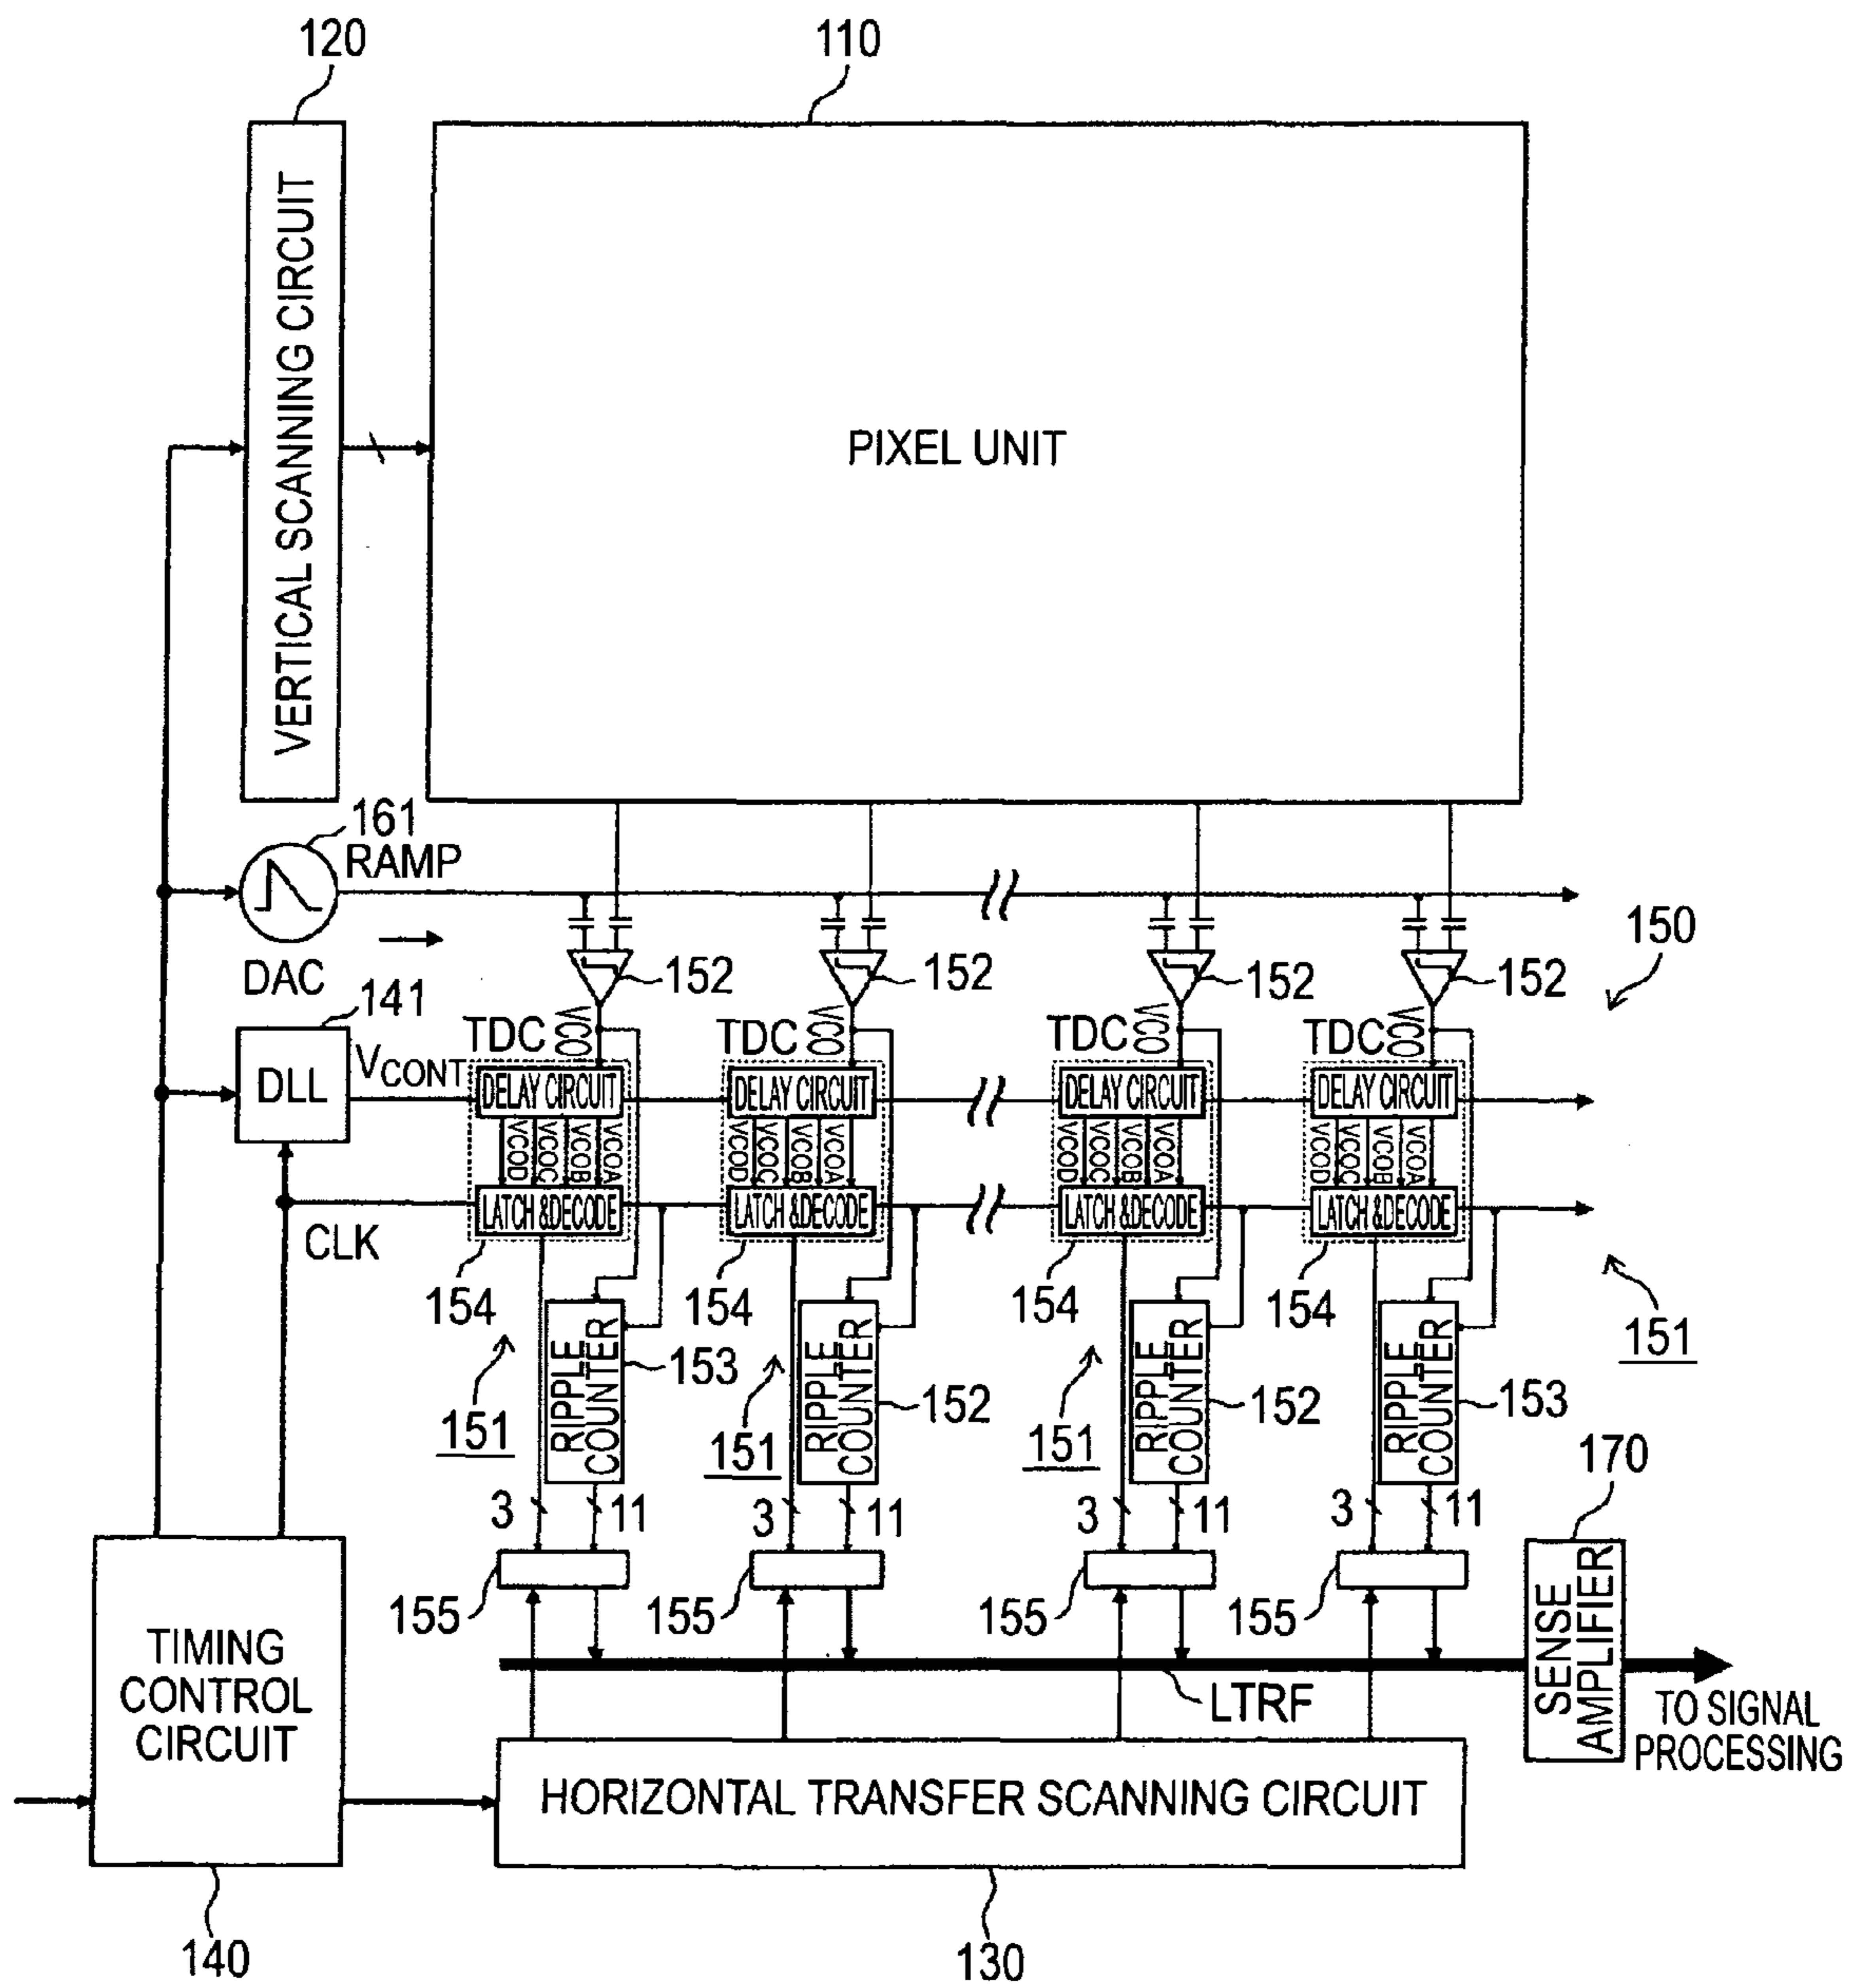 120
110
VERTICAL SCANNING CIRCUIT
PIXEL UNIT
161
RAMP
DAC
150
152
152
152
152
141
DLL
VCONT
TDC
VCO
TDC
VCO
TDC
VCO
TDC
VCO
DELAY CIRCUIT
DELAY CIRCUIT
DELAY CIRCUIT
DELAY CIRCUIT
VCOD
VCOC
VCOB
VCOA
VCOD
VCOC
VCOB
VCOA
VCOD
VCOC
VCOB
VCOA
VCOD
VCOC
VCOB
VCOA
LATCH &DECODE
LATCH &DECODE
LATCH &DECODE
LATCH &DECODE
CLK
154
154
154
154
151
RIPPLE
COUNTER
153
RIPPLE
COUNTER
152
RIPPLE
COUNTER
152
RIPPLE
COUNTER
153
151
151
151
170
3
11
3
11
3
11
3
11
155
155
155
155
SENSE
AMPLIFIER
LTRF
TO SIGNAL
PROCESSING
TIMING
CONTROL
CIRCUIT
HORIZONTAL TRANSFER SCANNING CIRCUIT
140
130